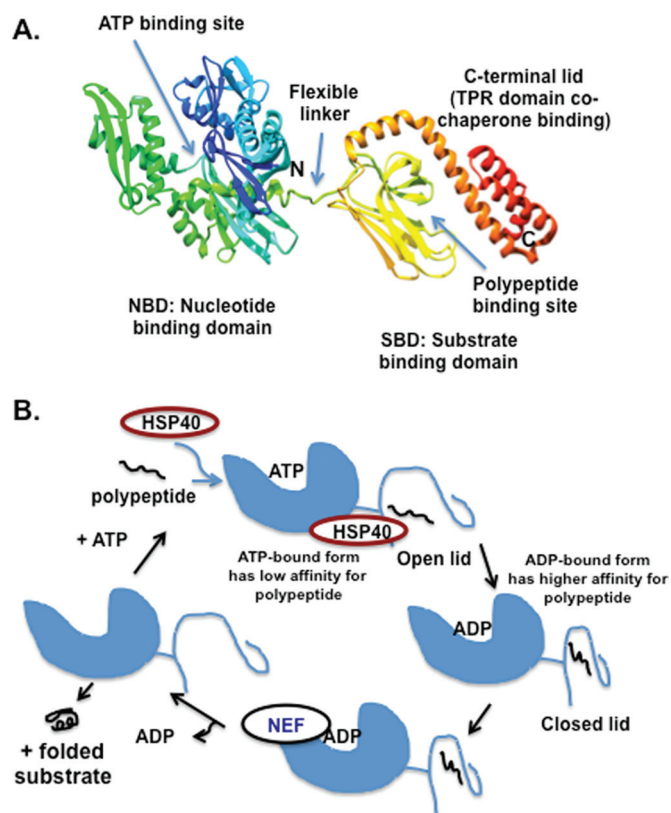 A.
ATP binding site
Flexible
linker
C-terminal lid
(TPR domain co-
chaperone binding)
N
C
NBD: Nucleotide
binding domain
Polypeptide
binding site
SBD: Substrate
binding domain
B.
HSP40
polypeptide
+ ATP
ATP
HSP40
Open lid
ATP-bound form
has low affinity for
polypeptide
ADP-bound form
has higher affinity for
polypeptide
ADP
Closed lid
NEF
ADP
ADP
+ folded
substrate